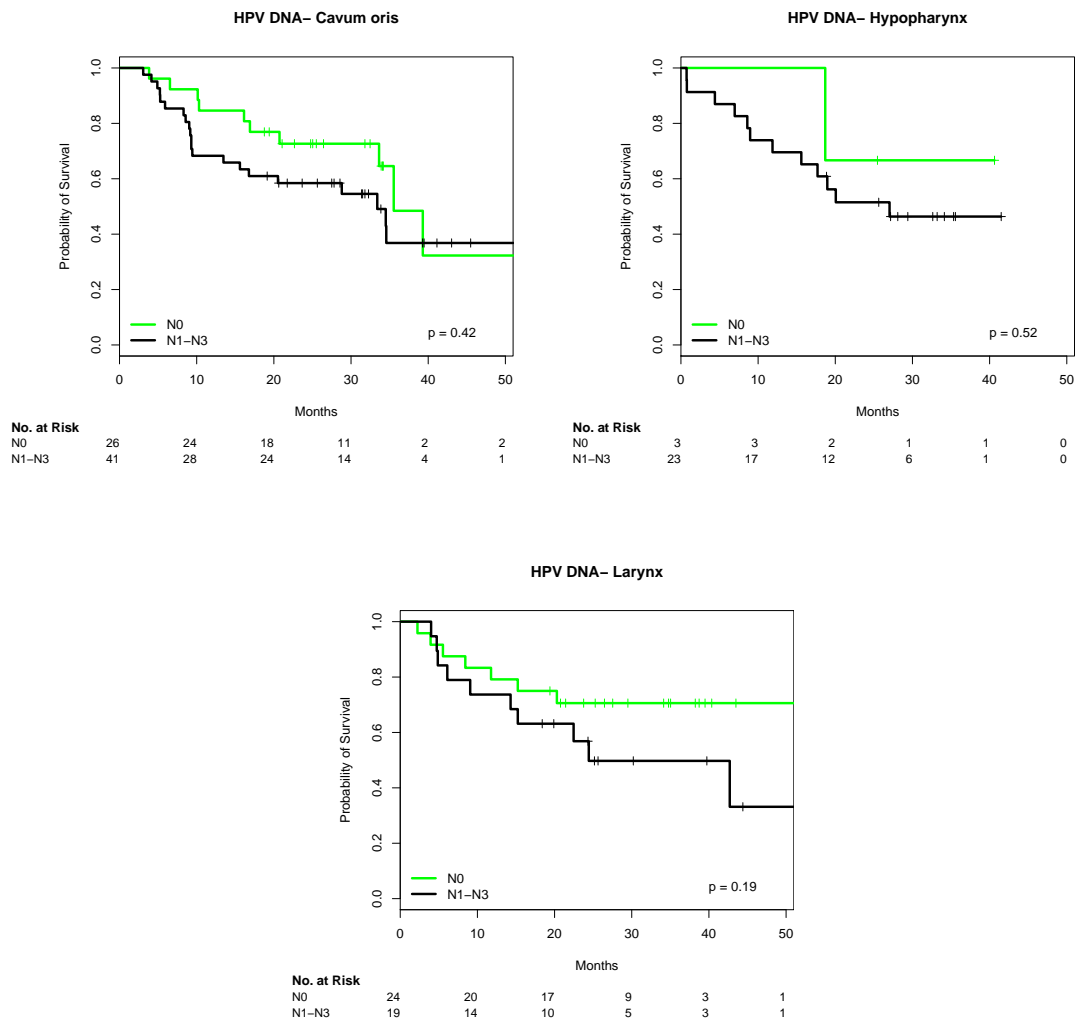 HPV DNA− Cavum oris
Probability of Survival
1.0
0.8
0.6
0.4
0.2
0.0
N0
N1−N3
p = 0.42
0 10 20 30 40 50
Months
No. at Risk
N0 26 24 18 11 2 2
N1−N3 41 28 24 14 4 1
HPV DNA− Hypopharynx
Probability of Survival
1.0
0.8
0.6
0.4
0.2
0.0
N0
N1−N3
p = 0.52
0 10 20 30 40 50
Months
No. at Risk
N0 3 3 2 1 1 0
N1−N3 23 17 12 6 1 0
HPV DNA− Larynx
Probability of Survival
1.0
0.8
0.6
0.4
0.2
0.0
N0
N1−N3
p = 0.19
0 10 20 30 40 50
Months
No. at Risk
N0 24 20 17 9 3 1
N1−N3 19 14 10 5 3 1